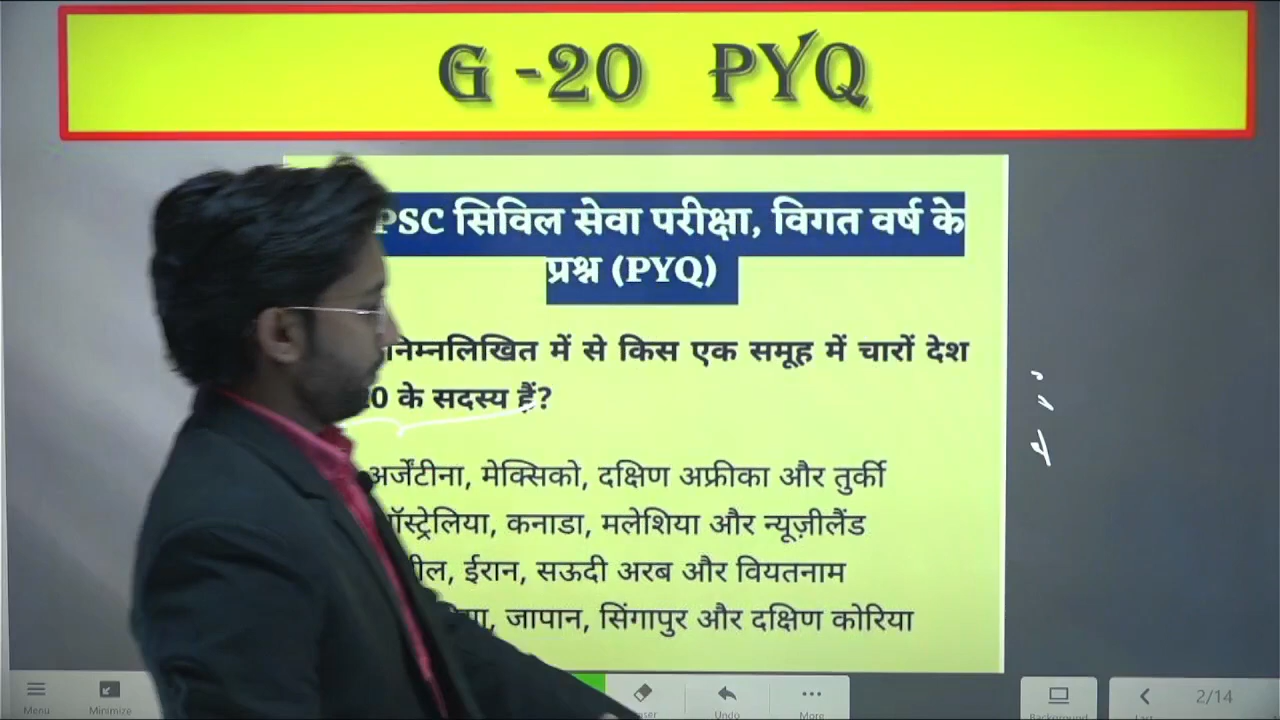 G -20 PYQ
PSC सिविल सेवा परीक्षा, विगत वर्ष के
प्रश्न (PYQ)
निम्नलिखित में से किस एक समूह में चारों देश
20 के सदस्य हैं?
अर्जेंटीना, मेक्सिको, दक्षिण अफ्रीका और तुर्की
ऑस्ट्रेलिया, कनाडा, मलेशिया और न्यूज़ीलैंड
ईरान, सऊदी अरब और वियतनाम
जापान, सिंगापुर और दक्षिण कोरिया
Menu Minimize Undo More 2/14